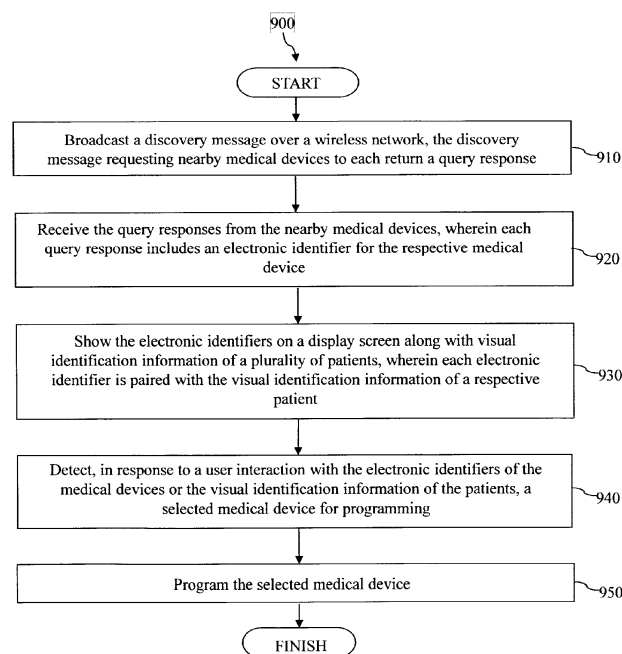 900
START
Broadcast a discovery message over a wireless network, the discovery
message requesting nearby medical devices to each return a query response
910
Receive the query responses from the nearby medical devices, wherein each
query response includes an electronic identifier for the respective medical
device
920
Show the electronic identifiers on a display screen along with visual
identification information of a plurality of patients, wherein each electronic
identifier is paired with the visual identification information of a respective
patient
930
Detect, in response to a user interaction with the electronic identifiers of the
medical devices or the visual identification information of the patients, a
selected medical device for programming
940
Program the selected medical device
950
FINISH